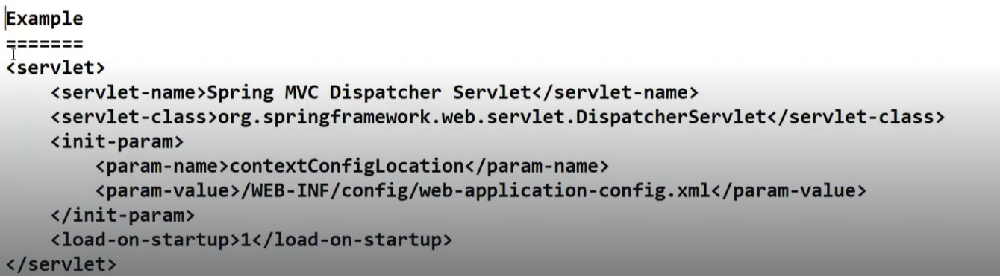 Example
=======
<servlet>
    <servlet-name>Spring MVC Dispatcher Servlet</servlet-name>
    <servlet-class>org.springframework.web.servlet.DispatcherServlet</servlet-class>
    <init-param>
        <param-name>contextConfigLocation</param-name>
        <param-value>/WEB-INF/config/web-application-config.xml</param-value>
    </init-param>
    <load-on-startup>1</load-on-startup>
</servlet>